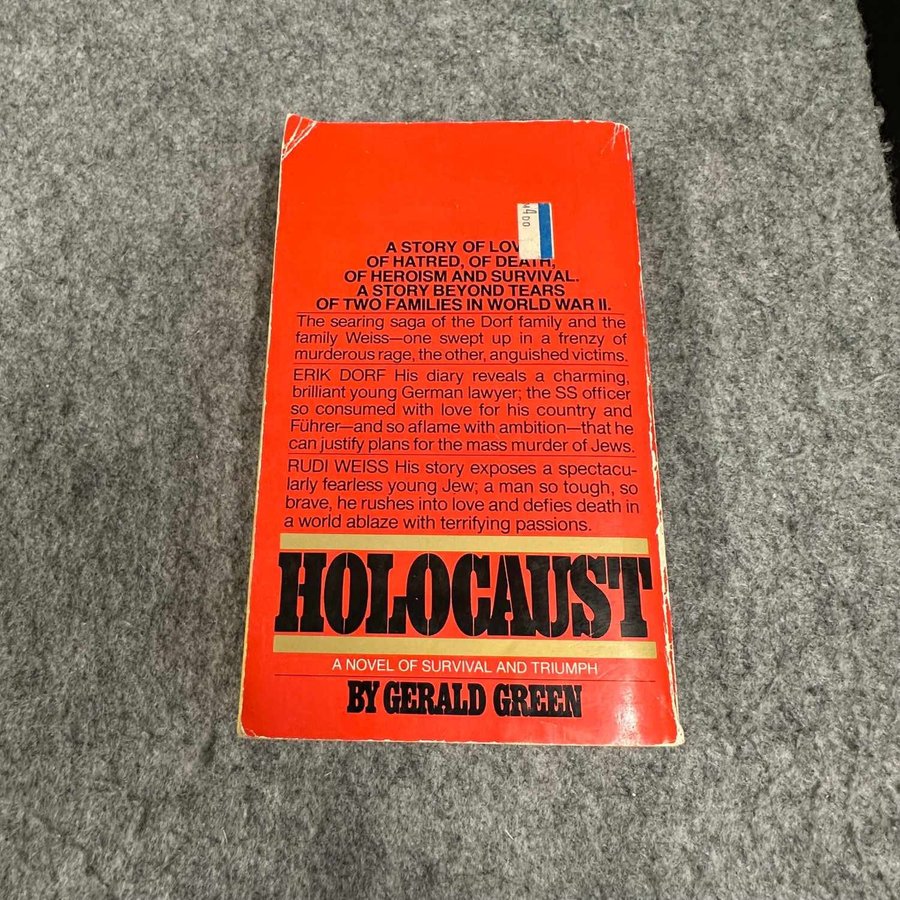 A STORY OF LOV
OF HATRED, OF DEATH,
OF HEROISM AND SURVIVAL.
A STORY BEYOND TEARS
OF TWO FAMILIES IN WORLD WAR II.
The searing saga of the Dorf family and the
family Weiss—one swept up in a frenzy of
murderous rage, the other, anguished victims.
ERIK DORF His diary reveals a charming,
brilliant young German lawyer; the SS officer
so consumed with love for his country and
Führer—and so aflame with ambition—that he
can justify plans for the mass murder of Jews.
RUDI WEISS His story exposes a spectacu-
larly fearless young Jew; a man so tough, so
brave, he rushes into love and defies death in
a world ablaze with terrifying passions.
HOLOCAUST
A NOVEL OF SURVIVAL AND TRIUMPH
BY GERALD GREEN